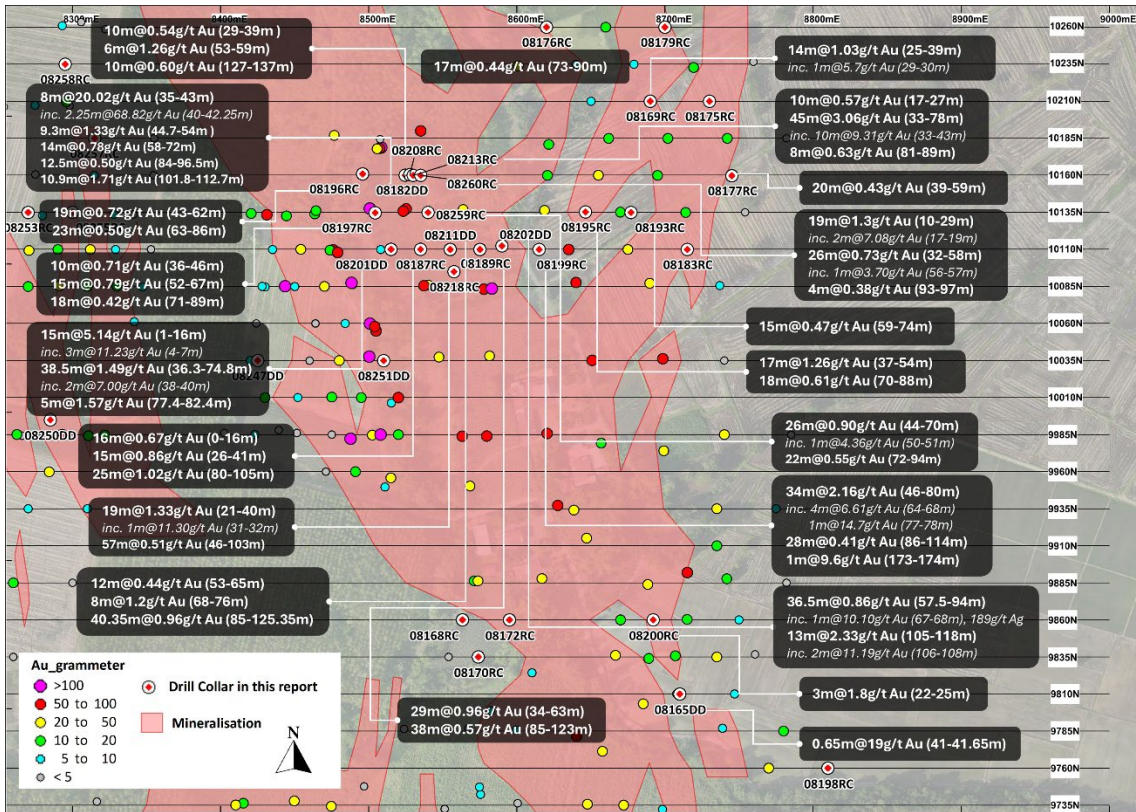 8300mE
8500mE
8600mE
8700mE
8800mE
8900mE
9000mE
10m@0.54g/t Au (29-39m )
6m@1.26g/t Au (53-59m)
10m@0.60g/t Au (127-137m)
08176RC
08179RC
17m@0.44g/t Au (73-90m)
14m@1.03g/t Au (25-39m)
inc. 1m@5.7g/t Au (29-30m)
10260N
10235N
10210N
10185N
10160N
10135N
10110N
10085N
10060N
10035N
10010N
9985N
9960N
9935N
9910N
9885N
9860N
9835N
9810N
9785N
9760N
9735N
08258RC
8m@20.02g/t Au (35-43m)
inc. 2.25m@68.82g/t Au (40-42.25m)
9.3m@1.33g/t Au (44.7-54m )
14m@0.78g/t Au (58-72m)
12.5m@0.50g/t Au (84-96.5m)
10.9m@1.71g/t Au (101.8-112.7m)
08169RC
08175RC
10m@0.57g/t Au (17-27m)
45m@3.06g/t Au (33-78m)
inc. 10m@9.31g/t Au (33-43m)
8m@0.63g/t Au (81-89m)
08208RC
08213RC
08196RC
08182DD
08260RC
08177RC
20m@0.43g/t Au (39-59m)
19m@0.72g/t Au (43-62m)
23m@0.50g/t Au (63-86m)
08253RC
08197RC
08259RC
08211DD
08202DD
08195RC
08193RC
19m@1.3g/t Au (10-29m)
inc. 2m@7.08g/t Au (17-19m)
26m@0.73g/t Au (32-58m)
inc. 1m@3.70g/t Au (56-57m)
4m@0.38g/t Au (93-97m)
10m@0.71g/t Au (36-46m)
15m@0.79g/t Au (52-67m)
18m@0.42g/t Au (71-89m)
08201DD
08187RC
08189RC
08199RC
08183RC
08218RC
15m@0.47g/t Au (59-74m)
15m@5.14g/t Au (1-16m)
inc. 3m@11.23g/t Au (4-7m)
38.5m@1.49g/t Au (36.3-74.8m)
inc. 2m@7.00g/t Au (38-40m)
5m@1.57g/t Au (77.4-82.4m)
08247DD
08251DD
17m@1.26g/t Au (37-54m)
18m@0.61g/t Au (70-88m)
08250DD
16m@0.67g/t Au (0-16m)
15m@0.86g/t Au (26-41m)
25m@1.02g/t Au (80-105m)
26m@0.90g/t Au (44-70m)
inc. 1m@4.36g/t Au (50-51m)
22m@0.55g/t Au (72-94m)
19m@1.33g/t Au (21-40m)
inc. 1m@11.30g/t Au (31-32m)
57m@0.51g/t Au (46-103m)
34m@2.16g/t Au (46-80m)
inc. 4m@6.61g/t Au (64-68m)
1m@14.7g/t Au (77-78m)
28m@0.41g/t Au (86-114m)
1m@9.6g/t Au (173-174m)
12m@0.44g/t Au (53-65m)
8m@1.2g/t Au (68-76m)
40.35m@0.96g/t Au (85-125.35m)
36.5m@0.86g/t Au (57.5-94m)
inc. 1m@10.10g/t Au (67-68m), 189g/t Ag
13m@2.33g/t Au (105-118m)
inc. 2m@11.19g/t Au (106-108m)
08168RC
08172RC
08200RC
08170RC
08165DD
3m@1.8g/t Au (22-25m)
29m@0.96g/t Au (34-63m)
38m@0.57g/t Au (85-123m)
0.65m@19g/t Au (41-41.65m)
08198RC
Au_grammeter
>100
50 to 100
20 to 50
10 to 20
5 to 10
< 5
Drill Collar in this report
Mineralisation
N